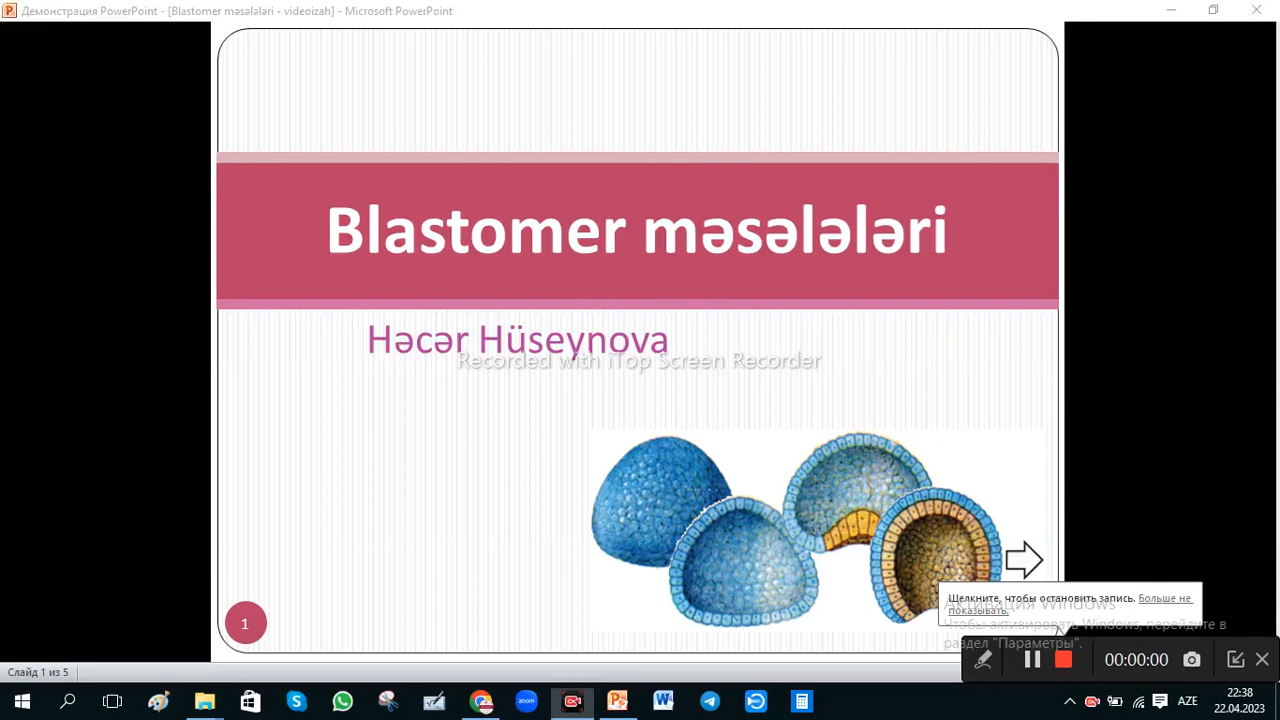 Демонстрация PowerPoint - [Blastomer məsələləri - videoizah] - Microsoft PowerPoint
Blastomer məsələləri
Həcər Hüseynova
Recorded with iTop Screen Recorder
Щелкните, чтобы остановить запись. Больше не
показывать.
Активация Windows
Чтобы активировать Windows, перейдите в
раздел "Параметры".
1
00:00:00
Слайд 1 из 5
zoom
AZE
22:38
22.04.2023